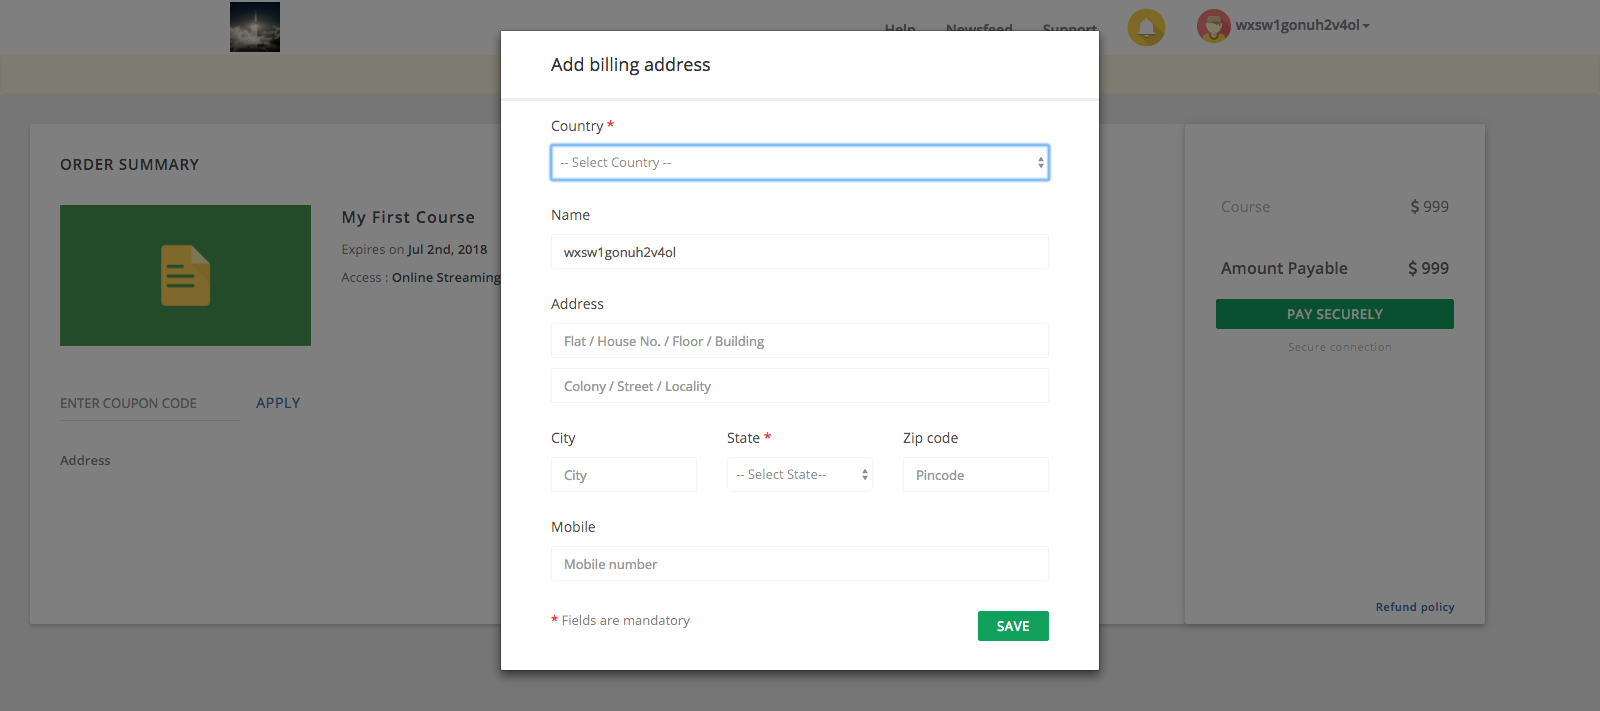 Help Newsfeed Support wxsw1gonuh2v4ol
Add billing address
Country *
-- Select Country --
Name
wxsw1gonuh2v4ol
Address
Flat / House No. / Floor / Building
Colony / Street / Locality
City State * Zip code
City -- Select State-- Pincode
Mobile
Mobile number
* Fields are mandatory SAVE
ORDER SUMMARY
My First Course
Expires on Jul 2nd, 2018
Access : Online Streaming
ENTER COUPON CODE APPLY
Address
Course $ 999
Amount Payable $ 999
PAY SECURELY
Secure connection
Refund policy